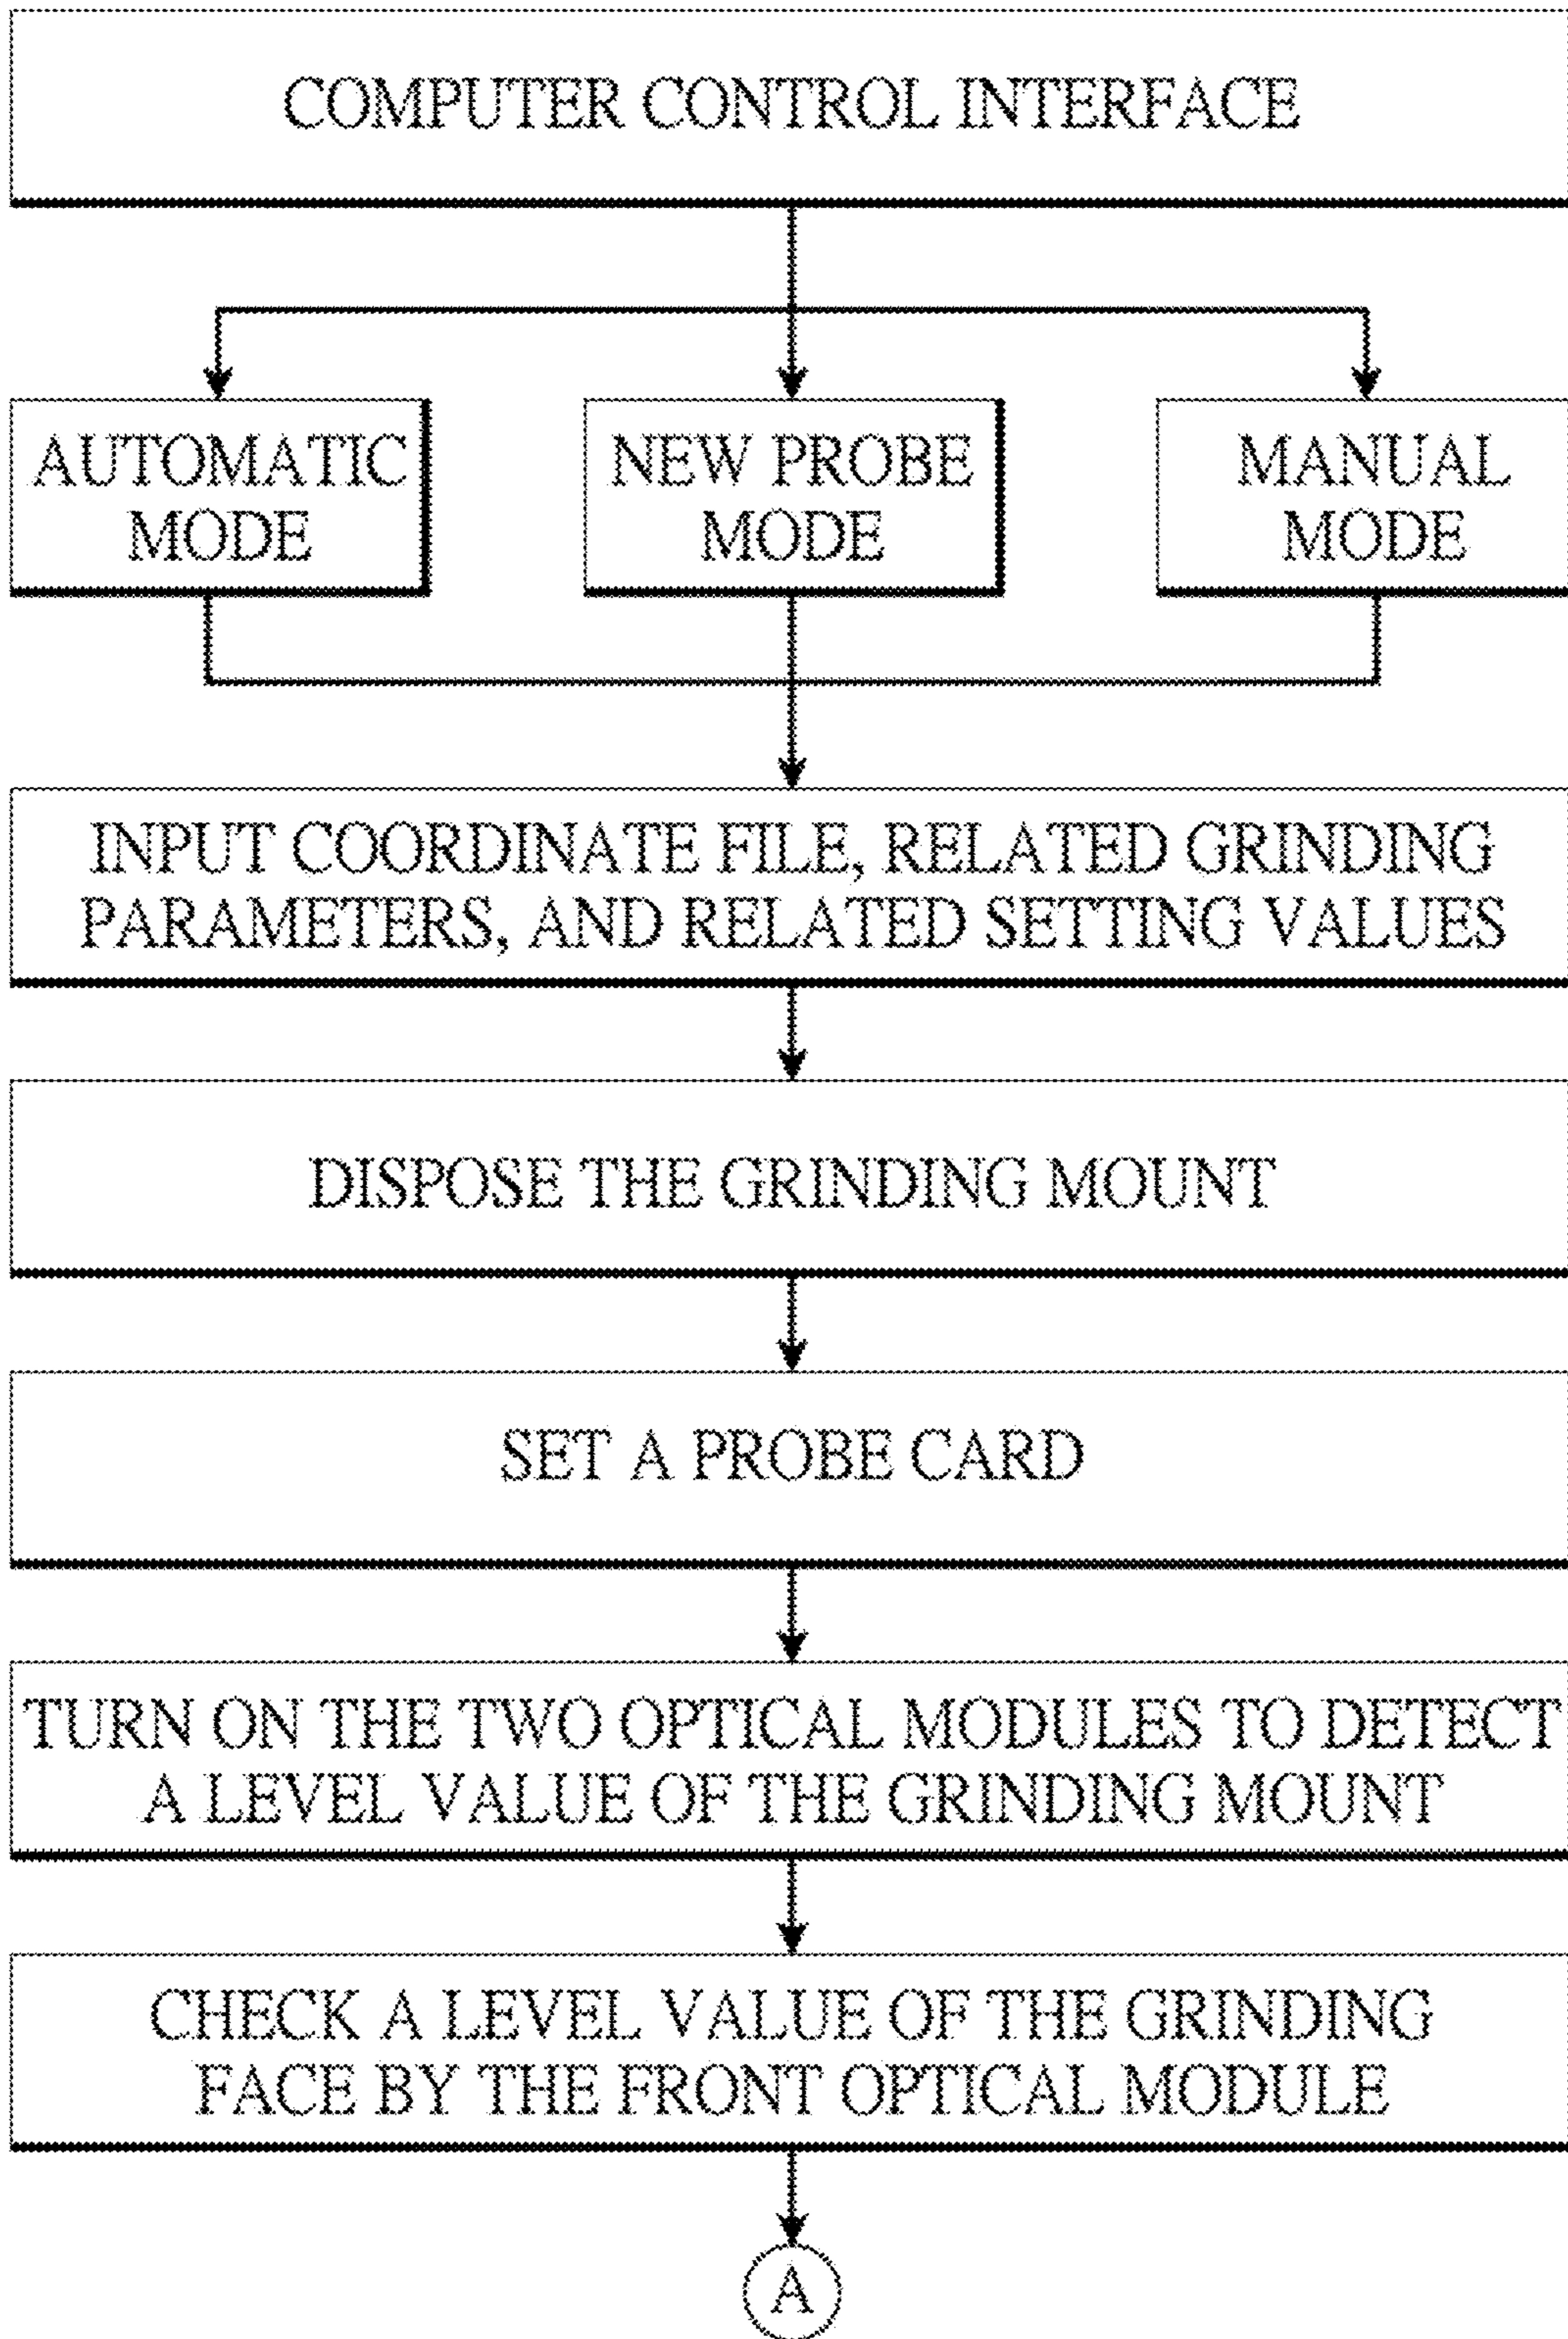 COMPUTER CONTROL INTERFACE
AUTOMATIC
MODE
NEW PROBE
MODE
MANUAL
MODE
INPUT COORDINATE FILE, RELATED GRINDING
PARAMETERS, AND RELATED SETTING VALUES
DISPOSE THE GRINDING MOUNT
SET A PROBE CARD
TURN ON THE TWO OPTICAL MODULES TO DETECT
A LEVEL VALUE OF THE GRINDING MOUNT
CHECK A LEVEL VALUE OF THE GRINDING
FACE BY THE FRONT OPTICAL MODULE
A